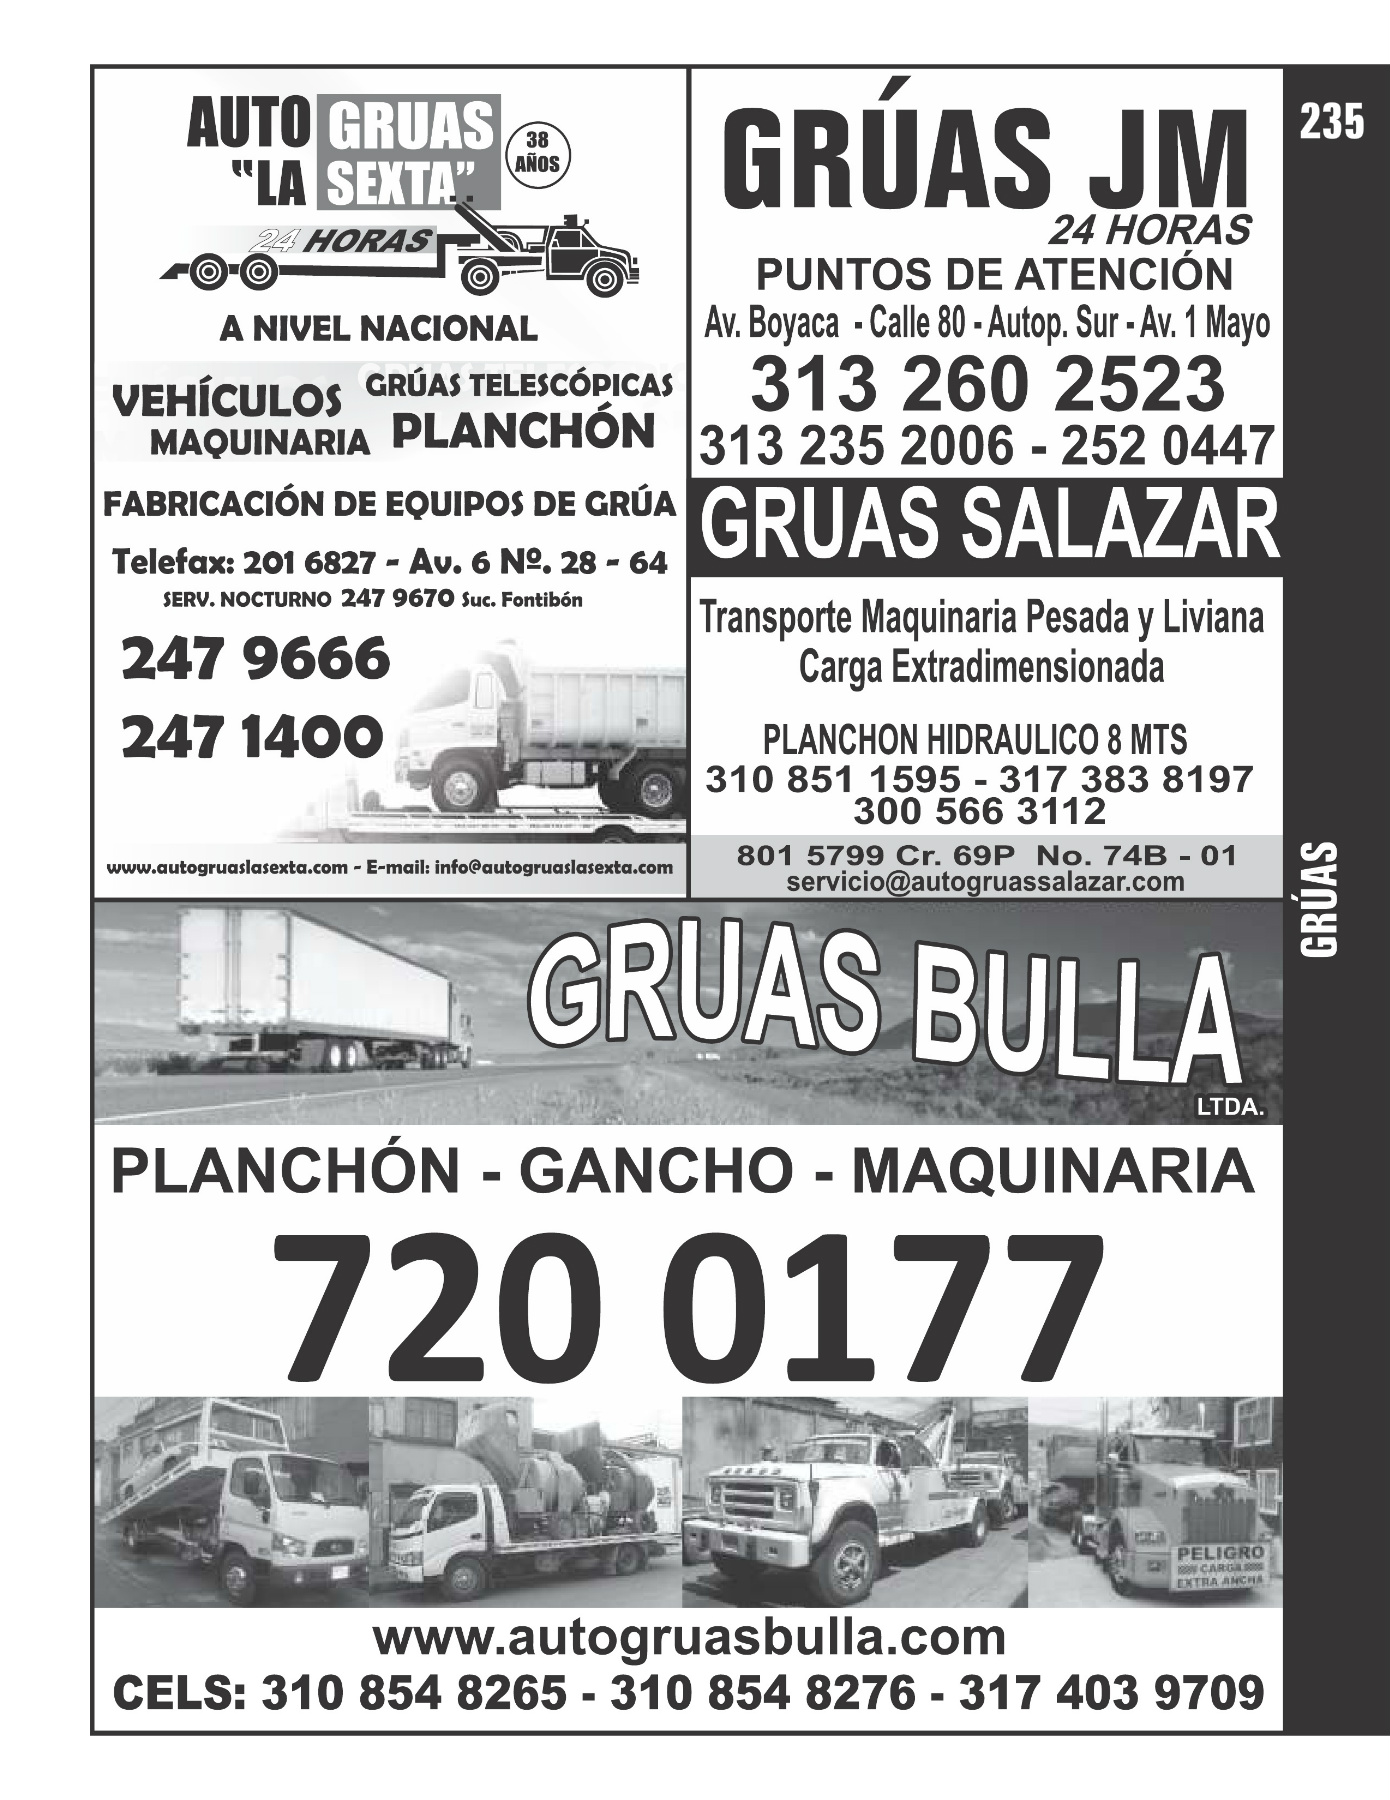 AUTO GRUAS
"LA SEXTA"
38
AÑOS
24 HORAS
A NIVEL NACIONAL
VEHÍCULOS
MAQUINARIA
GRÚAS TELESCÓPICAS
PLANCHÓN
FABRICACIÓN DE EQUIPOS DE GRÚA
Telefax: 201 6827 - Av. 6 Nº. 28 - 64
SERV. NOCTURNO 247 9670 Suc. Fontibón
247 9666
247 1400
www.autogruaslasexta.com - E-mail: info@autogruaslasexta.com
GRÚAS JM
24 HORAS
PUNTOS DE ATENCIÓN
Av. Boyaca - Calle 80 - Autop. Sur - Av. 1 Mayo
313 260 2523
313 235 2006 - 252 0447
GRUAS SALAZAR
Transporte Maquinaria Pesada y Liviana
Carga Extradimensionada
PLANCHON HIDRAULICO 8 MTS
310 851 1595 - 317 383 8197
300 566 3112
801 5799 Cr. 69P No. 74B - 01
servicio@autogruassalazar.com
235
GRÚAS
GRUAS BULLA
LTDA.
PLANCHÓN - GANCHO - MAQUINARIA
720 0177
PELIGRO
CARGA
EXTRA ANCHA
www.autogruasbulla.com
CELS: 310 854 8265 - 310 854 8276 - 317 403 9709